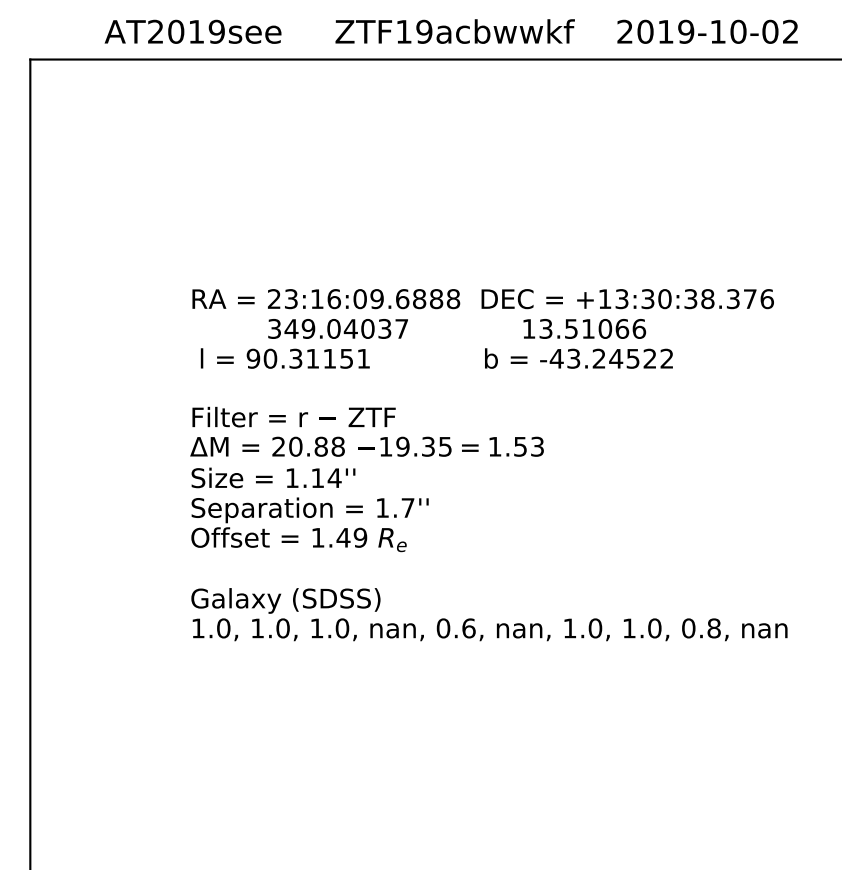 AT2019see ZTF19acbwwkf 2019-10-02
RA = 23:16:09.6888 DEC = +13:30:38.376
349.04037 13.51066
l = 90.31151 b = -43.24522
Filter = r − ZTF
ΔM = 20.88 −19.35 = 1.53
Size = 1.14''
Separation = 1.7''
Offset = 1.49 Rₑ
Galaxy (SDSS)
1.0, 1.0, 1.0, nan, 0.6, nan, 1.0, 1.0, 0.8, nan